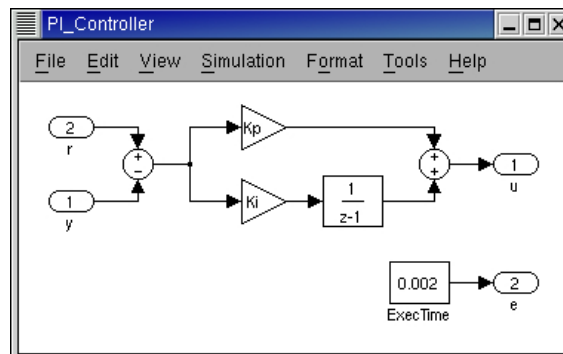 PI_Controller
File Edit View Simulation Format Tools Help
2
r
+
−
1
y
Kp
Ki
1
z-1
+
+
1
u
0.002
ExecTime
2
e